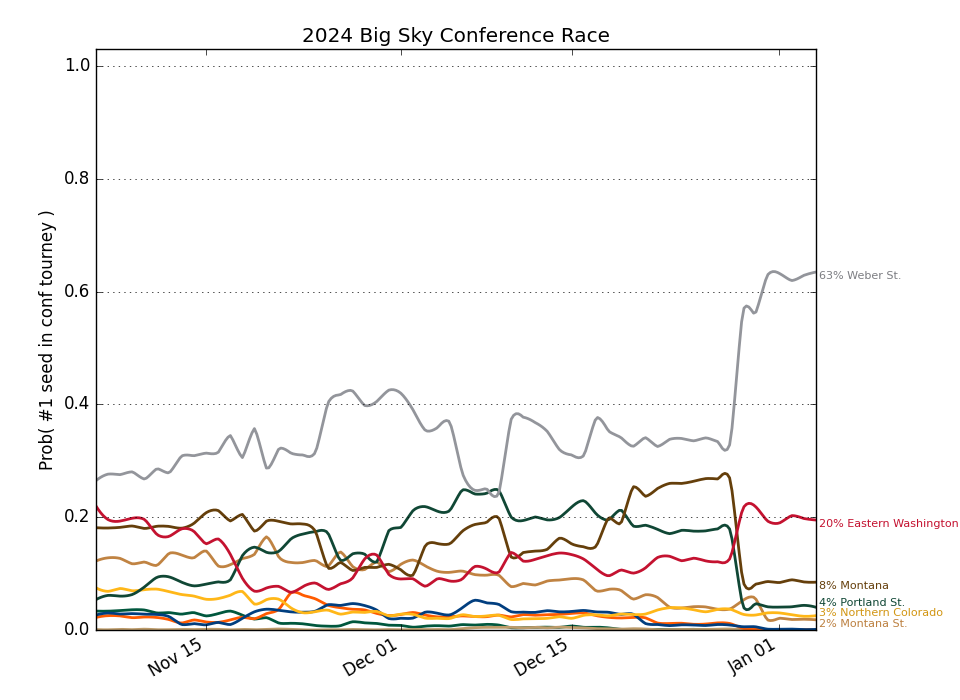 2024 Big Sky Conference Race
Prob( #1 seed in conf tourney )
1.0
0.8
0.6
0.4
0.2
0.0
63% Weber St.
20% Eastern Washington
8% Montana
4% Portland St.
3% Northern Colorado
2% Montana St.
Nov 15
Dec 01
Dec 15
Jan 01